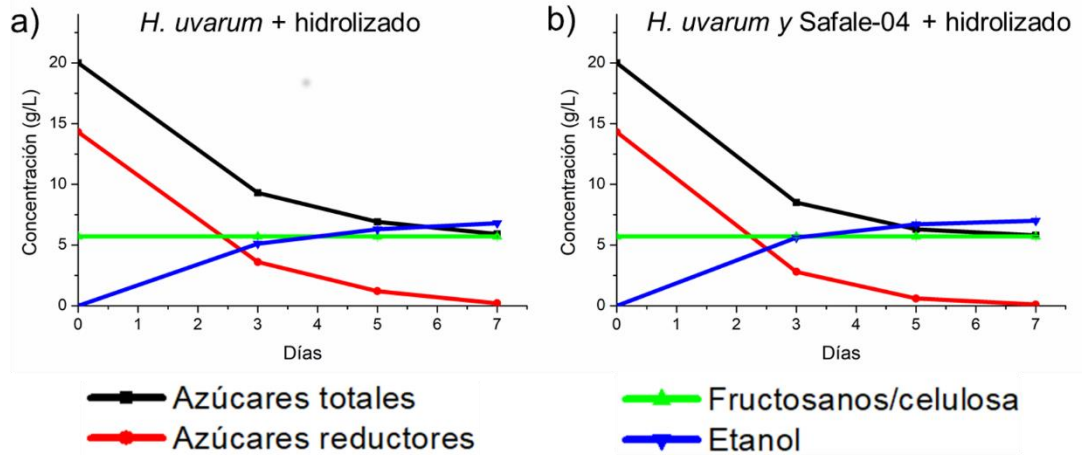 a)
H. uvarum + hidrolizado
Concentración (g/L)
20
15
10
5
0
0 1 2 3 4 5 6 7
Días
b)
H. uvarum y Safale-04 + hidrolizado
Concentración (g/L)
20
15
10
5
0
0 1 2 3 4 5 6 7
Días
Azúcares totales
Azúcares reductores
Fructosanos/celulosa
Etanol